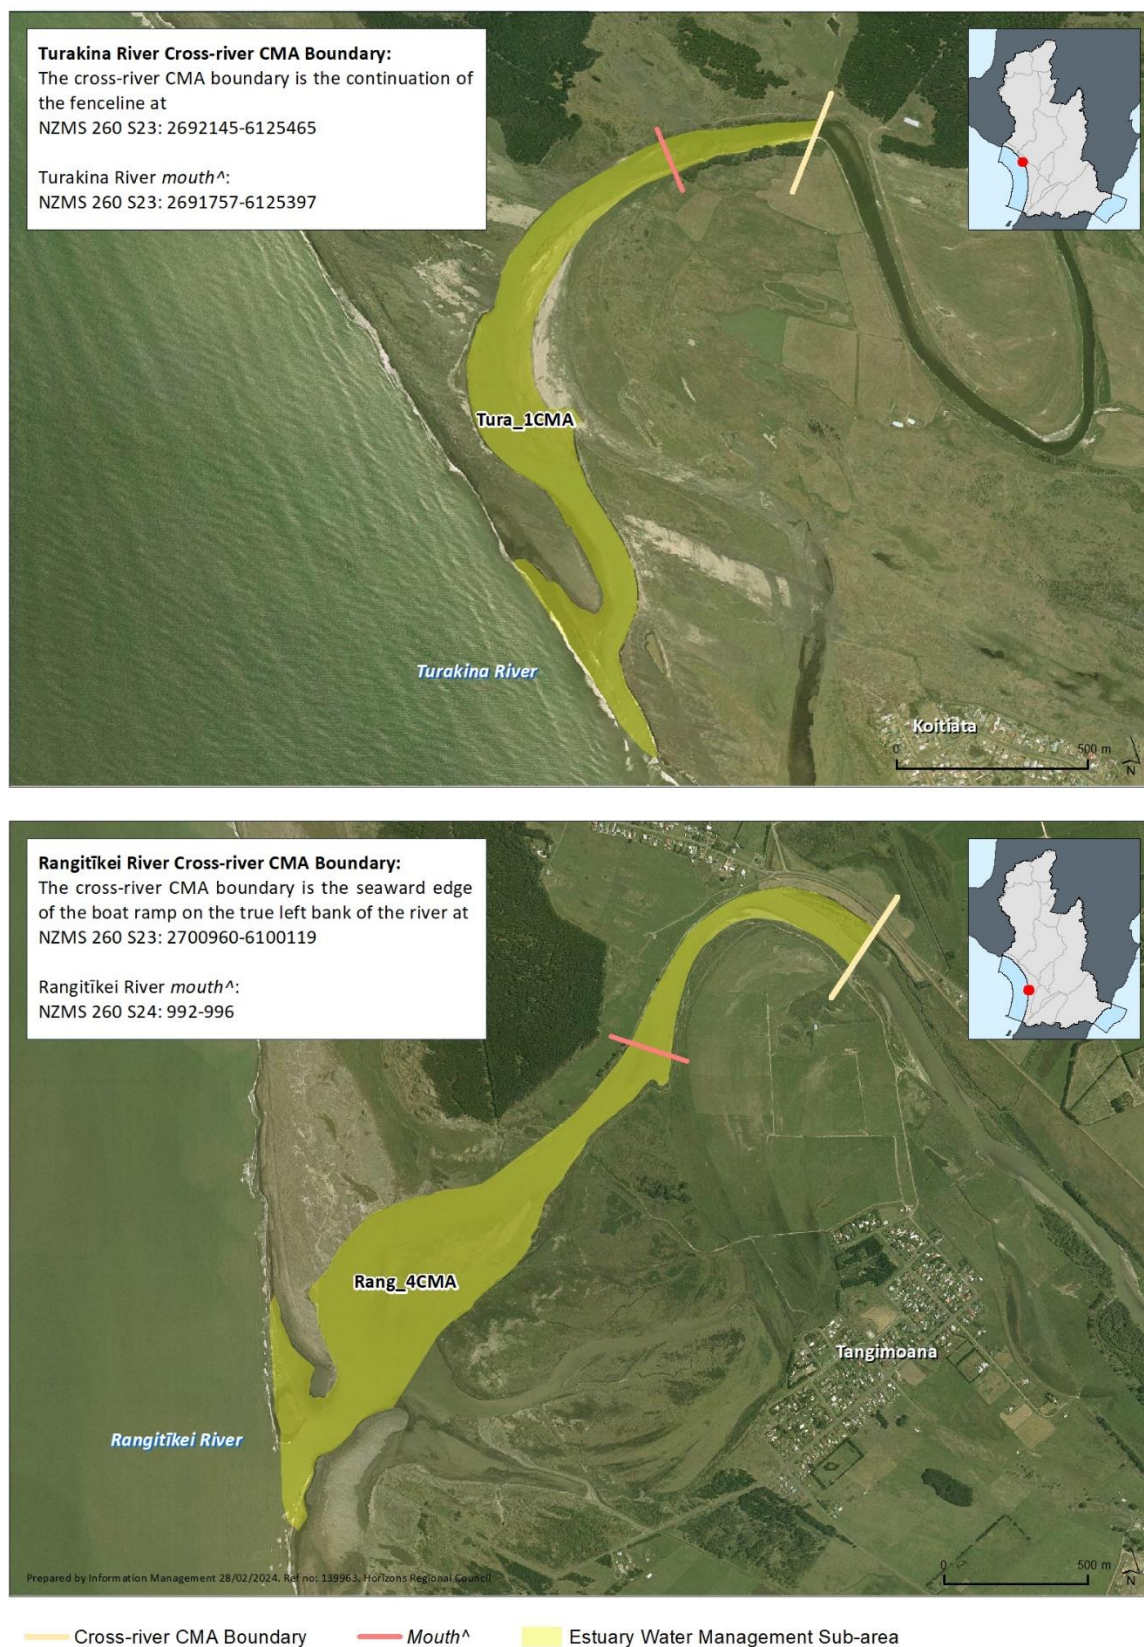 Turakina River Cross-river CMA Boundary:
The cross-river CMA boundary is the continuation of
the fenceline at
NZMS 260 S23: 2692145-6125465
Turakina River mouth^:
NZMS 260 S23: 2691757-6125397
Tura_1CMA
Turakina River
Koitiata
0 500 m
N
Rangitīkei River Cross-river CMA Boundary:
The cross-river CMA boundary is the seaward edge
of the boat ramp on the true left bank of the river at
NZMS 260 S23: 2700960-6100119
Rangitīkei River mouth^:
NZMS 260 S24: 992-996
Rang_4CMA
Tangimoana
Rangitīkei River
0 500 m
N
Prepared by Information Management 28/02/2024. Ref no: 139963. Horizons Regional Council
Cross-river CMA Boundary Mouth^ Estuary Water Management Sub-area